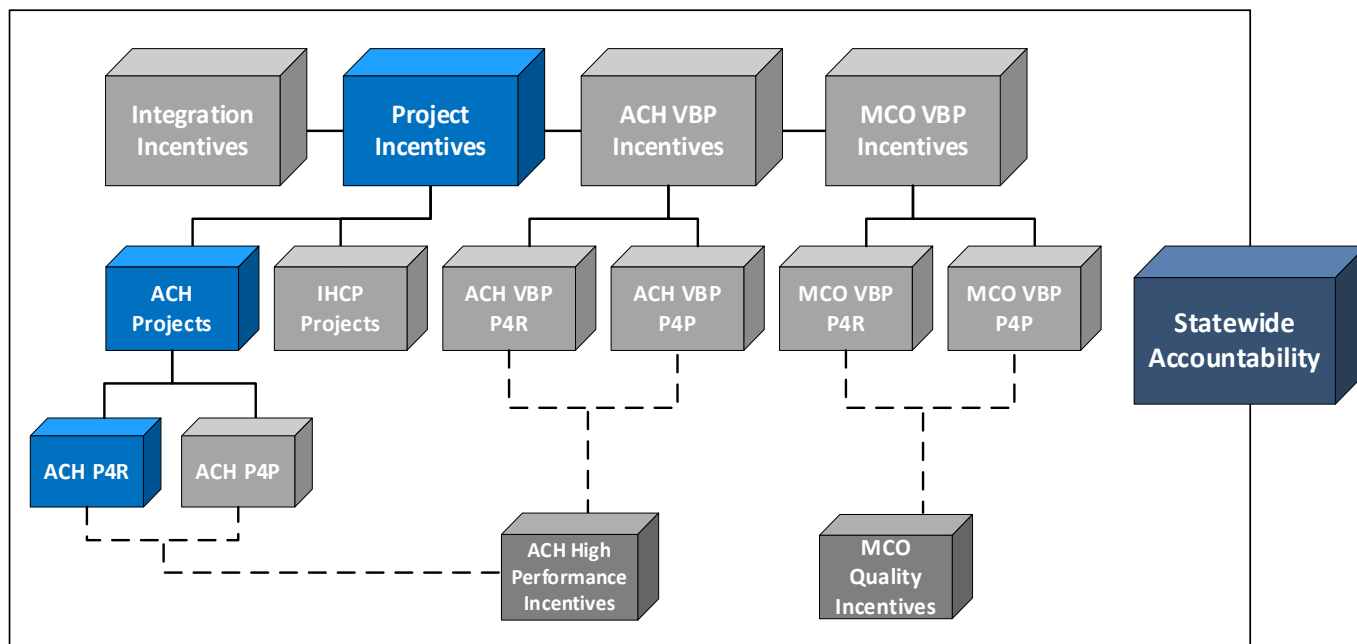 Integration
Incentives
Project
Incentives
ACH VBP
Incentives
MCO VBP
Incentives
ACH
Projects
IHCP
Projects
ACH VBP
P4R
ACH VBP
P4P
MCO VBP
P4R
MCO VBP
P4P
Statewide
Accountability
ACH P4R
ACH P4P
ACH High
Performance
Incentives
MCO
Quality
Incentives